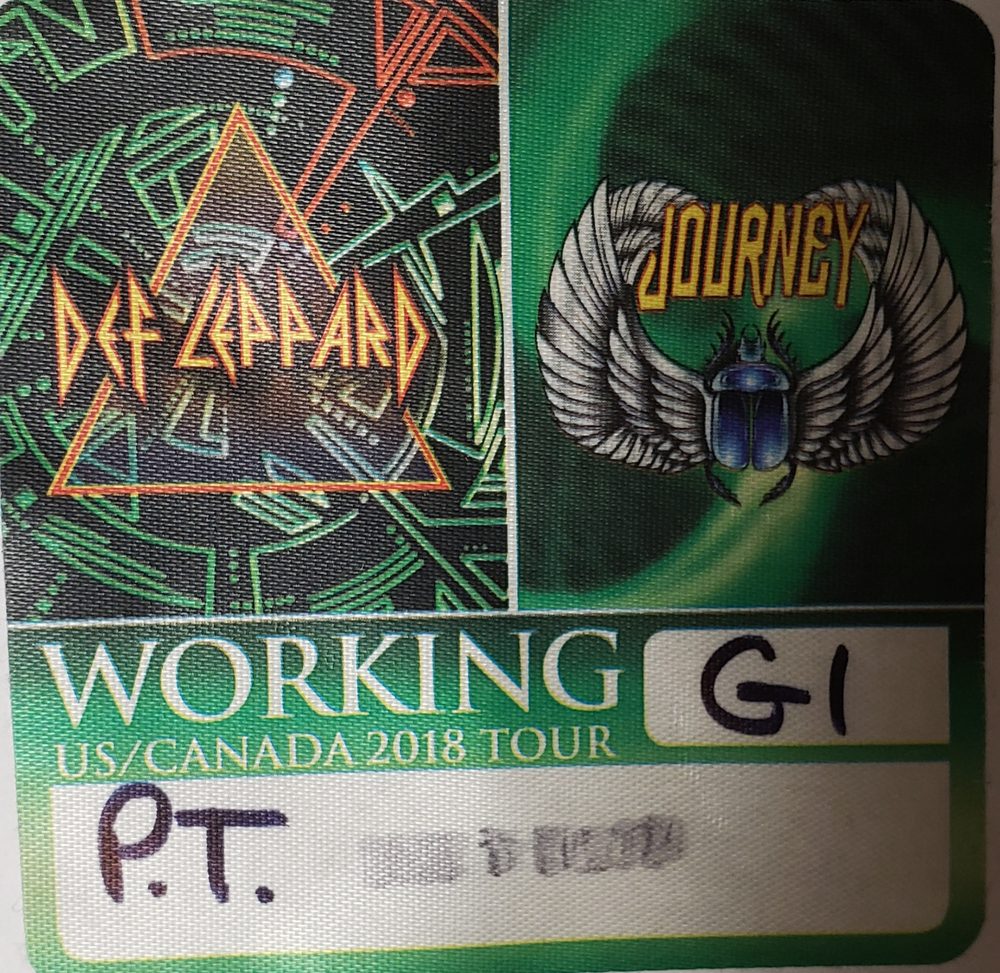 DEF LEPPARD
JOURNEY
WORKING
G1
US/CANADA 2018 TOUR
P.T.